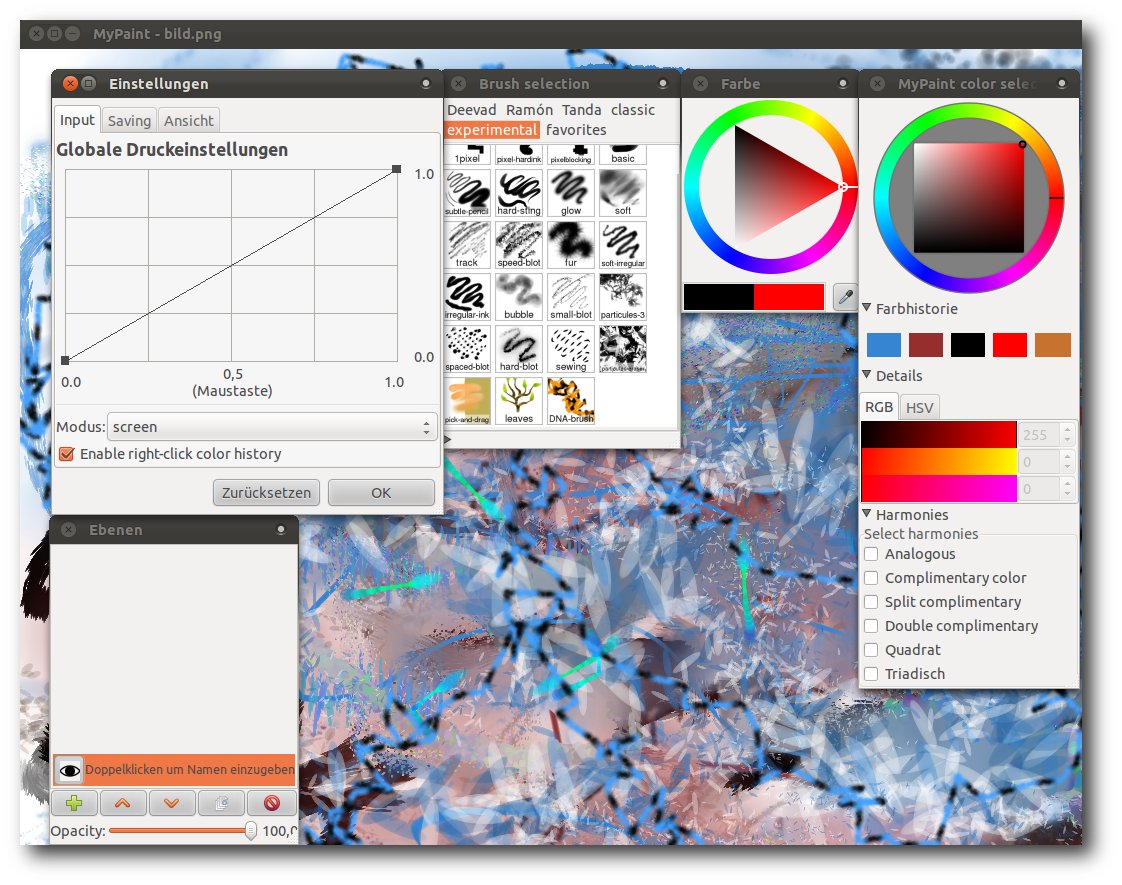 MyPaint - bild.png
Einstellungen
Input Saving Ansicht
Globale Druckeinstellungen
1.0
0.0
0.0 0,5 1.0
(Maustaste)
Modus: screen
Enable right-click color history
Zurücksetzen OK
Brush selection
Deevad Ramón Tanda classic
experimental favorites
1pixel pixel-hardink pixelblocking basic
subtle-pencil hard-sting glow soft
track speed-blot fur soft-irregular
irregular-ink bubble small-blot particules-3
spaced-blot hard-blot sewing particules-eraser
pick-and-drag leaves DNA-brush
Farbe
MyPaint color selec
Farbhistorie
Details
RGB HSV
255
0
0
Harmonies
Select harmonies
Analogous
Complimentary color
Split complimentary
Double complimentary
Quadrat
Triadisch
Ebenen
Doppelklicken um Namen einzugeben
Opacity: 100,0